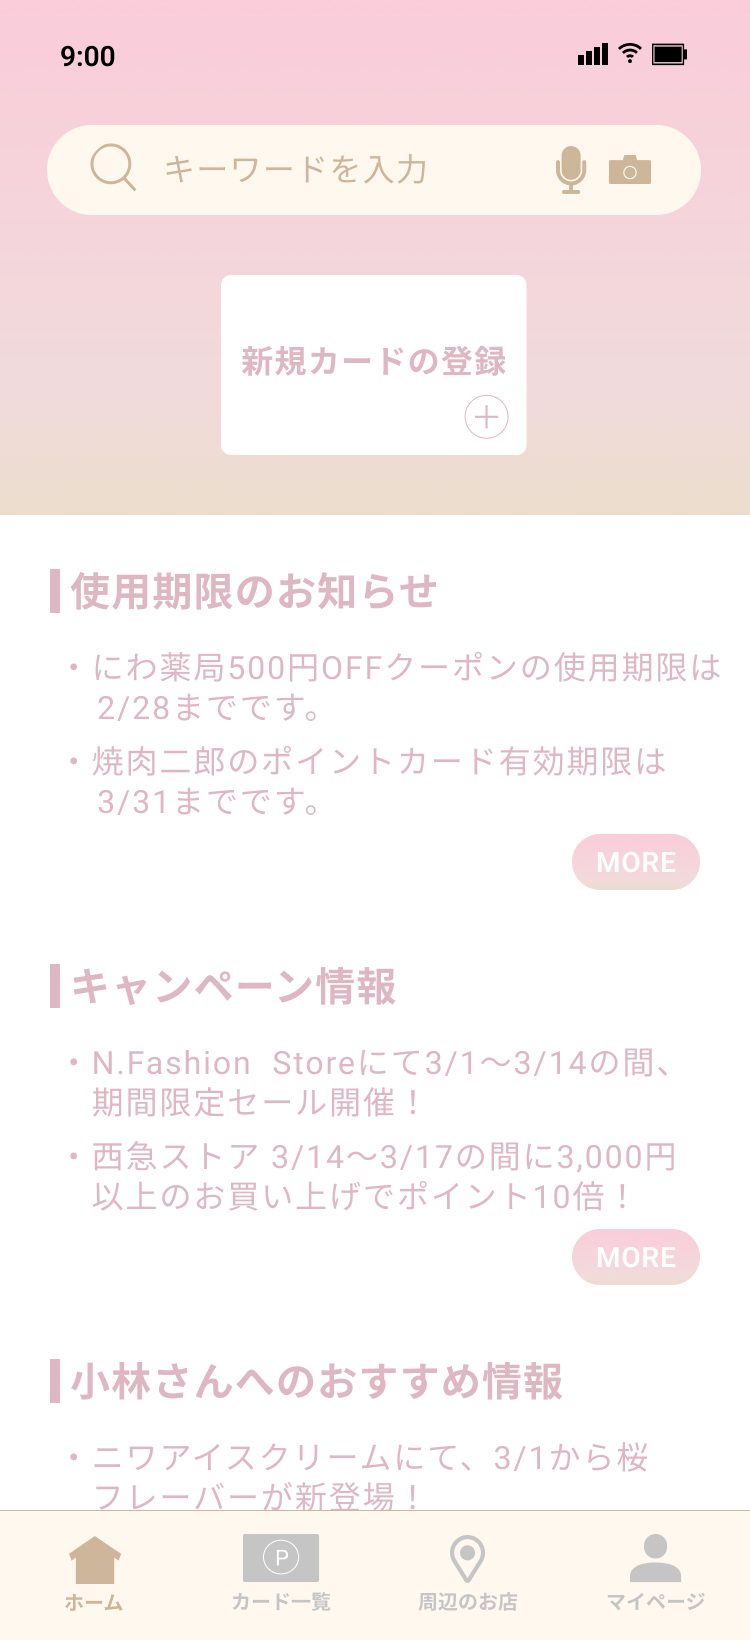 9:00
キーワードを入力
新規カードの登録
使用期限のお知らせ
・にわ薬局500円OFFクーポンの使用期限は
2/28までです。
・焼肉二郎のポイントカード有効期限は
3/31までです。
MORE
キャンペーン情報
・N.Fashion Storeにて3/1〜3/14の間、
期間限定セール開催！
・西急ストア 3/14〜3/17の間に3,000円
以上のお買い上げでポイント10倍！
MORE
小林さんへのおすすめ情報
・ニワアイスクリームにて、3/1から桜
フレーバーが新登場！
P
ホーム カード一覧 周辺のお店 マイページ